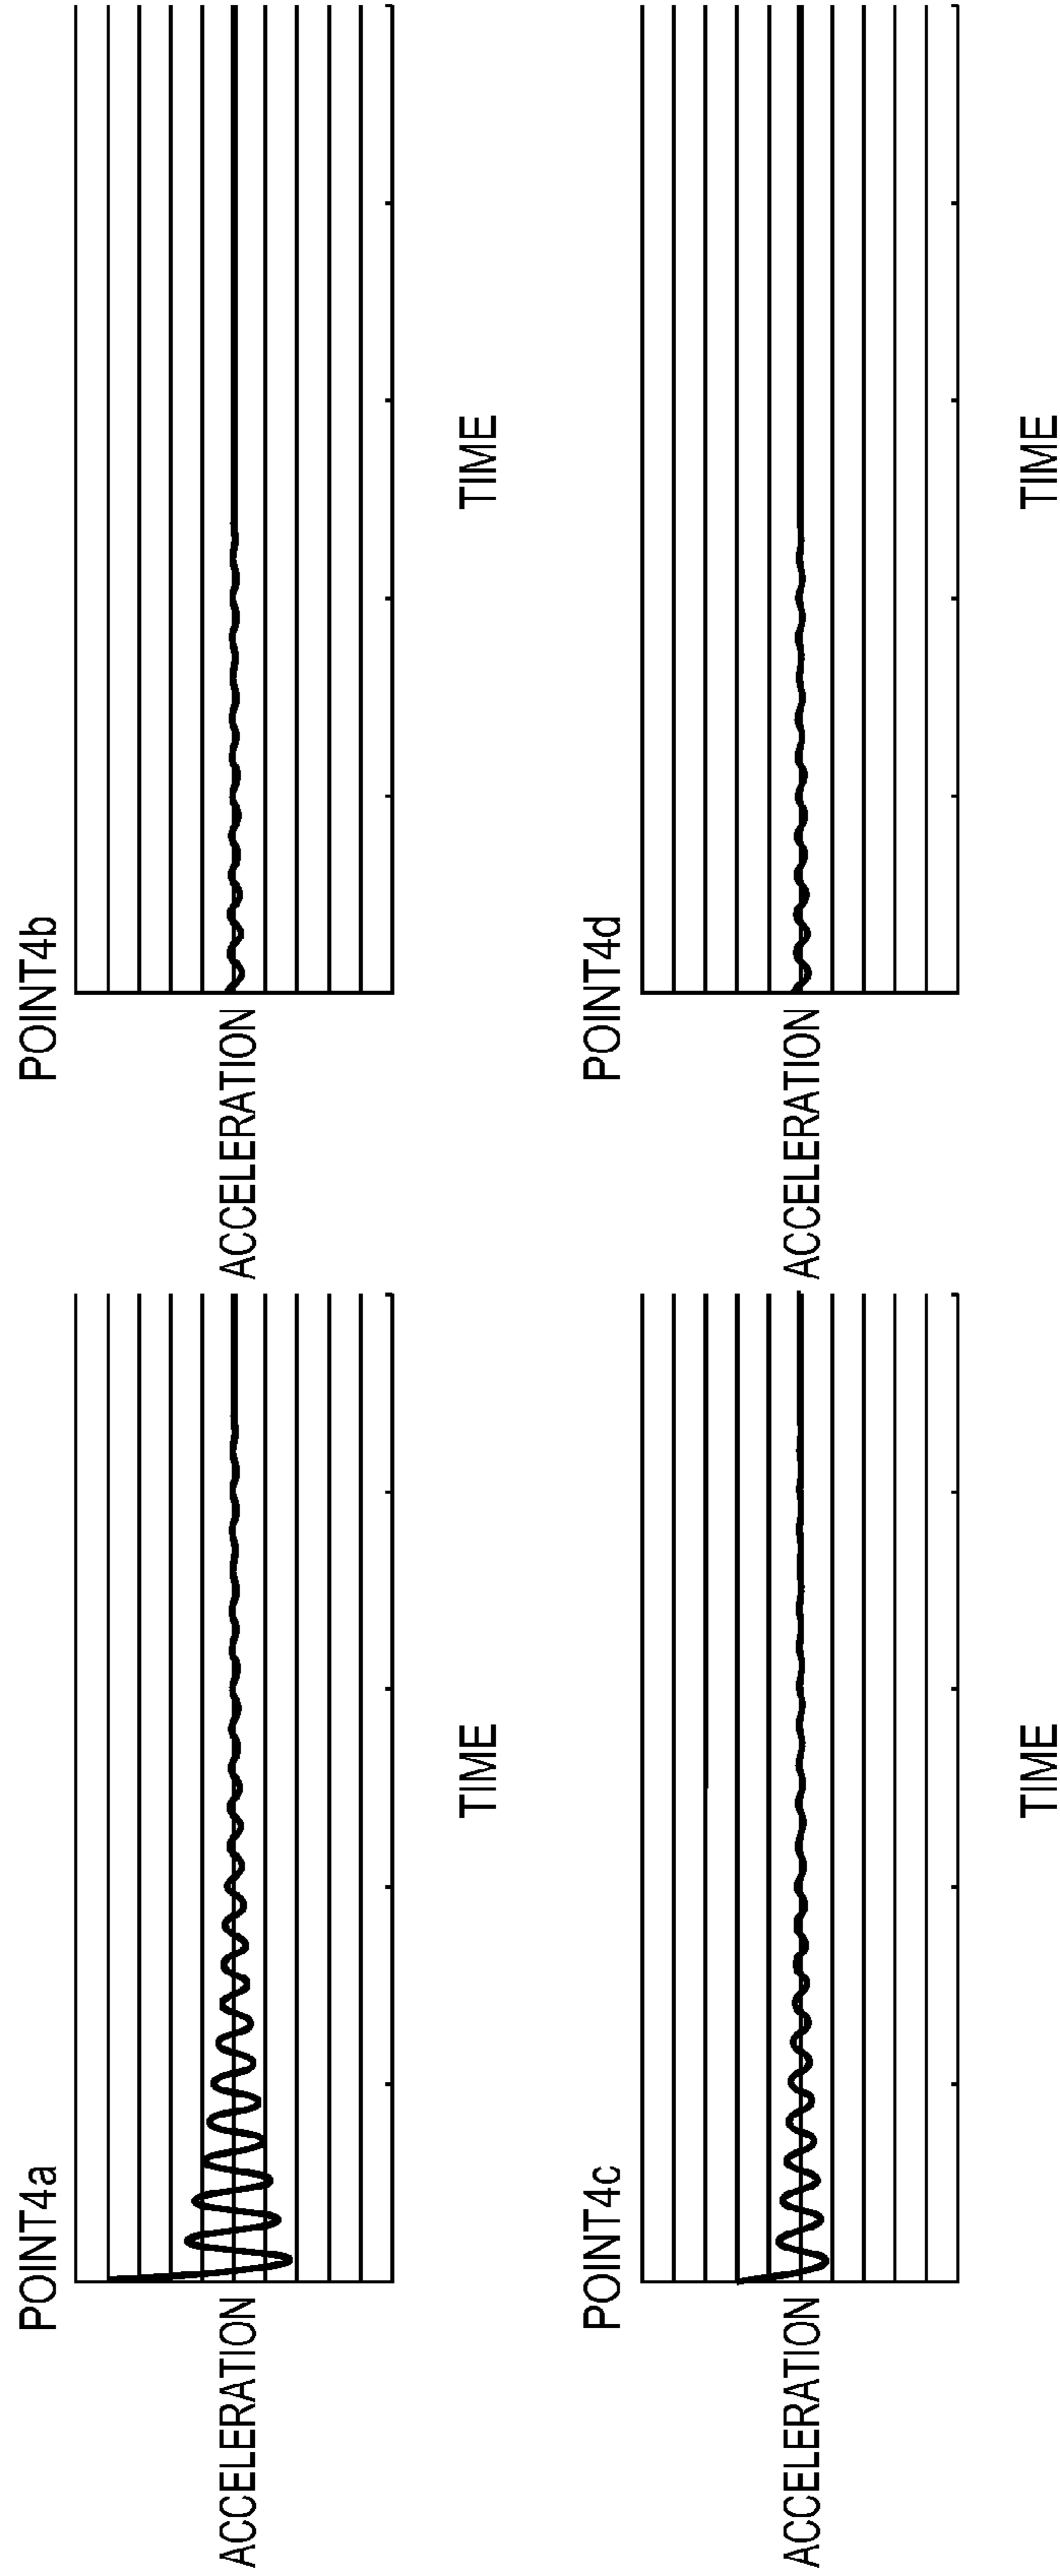 POINT4a
ACCELERATION
TIME
POINT4b
ACCELERATION
TIME
POINT4c
ACCELERATION
TIME
POINT4d
ACCELERATION
TIME